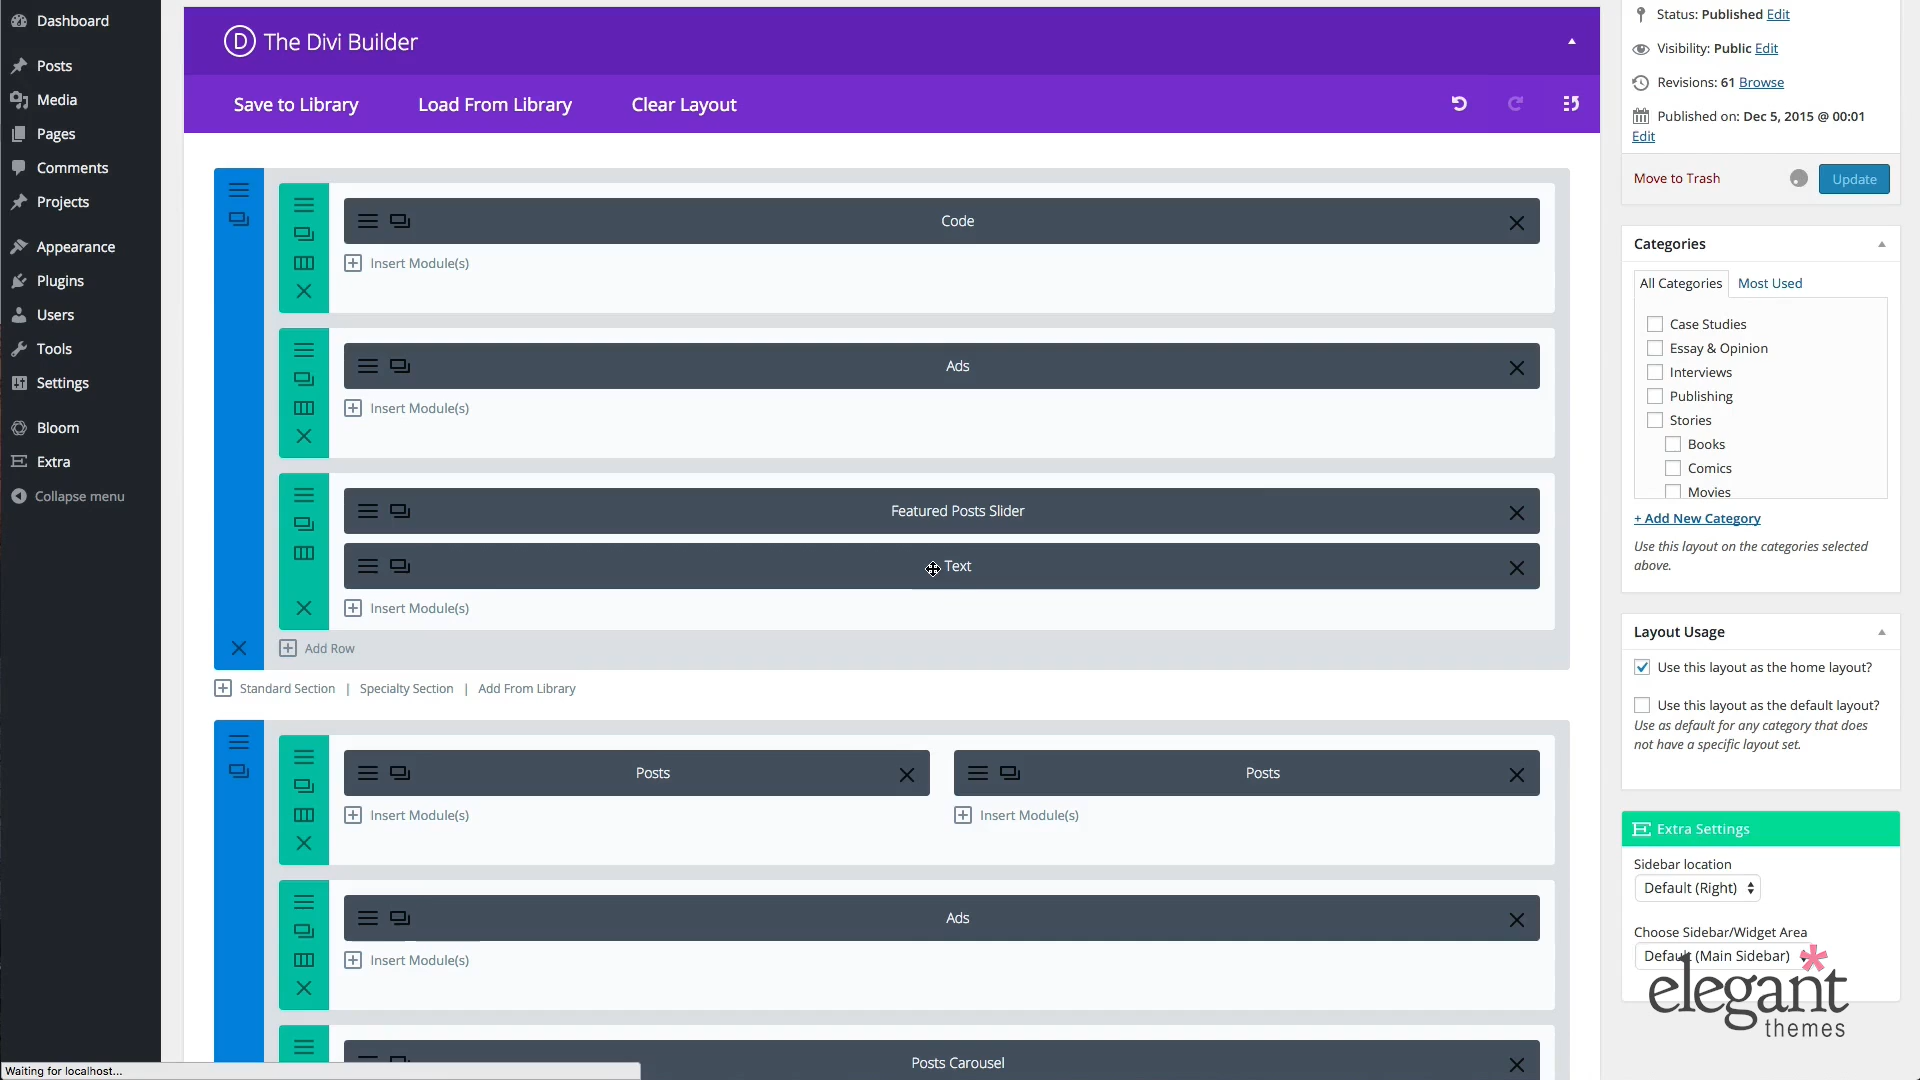 Dashboard
Posts
Media
Pages
Comments
Projects
Appearance
Plugins
Users
Tools
Settings
Bloom
Extra
Collapse menu
D The Divi Builder
Save to Library
Load From Library
Clear Layout
Code
Insert Module(s)
Ads
Insert Module(s)
Featured Posts Slider
Text
Insert Module(s)
Add Row
Standard Section | Specialty Section | Add From Library
Posts
Posts
Insert Module(s)
Insert Module(s)
Ads
Insert Module(s)
Posts Carousel
Status: Published Edit
Visibility: Public Edit
Revisions: 61 Browse
Published on: Dec 5, 2015 @ 00:01
Edit
Move to Trash
Update
Categories
All Categories
Most Used
Case Studies
Essay & Opinion
Interviews
Publishing
Stories
Books
Comics
Movies
+ Add New Category
Use this layout on the categories selected
above.
Layout Usage
Use this layout as the home layout?
Use this layout as the default layout?
Use as default for any category that does
not have a specific layout set.
Extra Settings
Sidebar location
Default (Right)
Choose Sidebar/Widget Area
Default (Main Sidebar)
elegant
themes
Waiting for localhost...